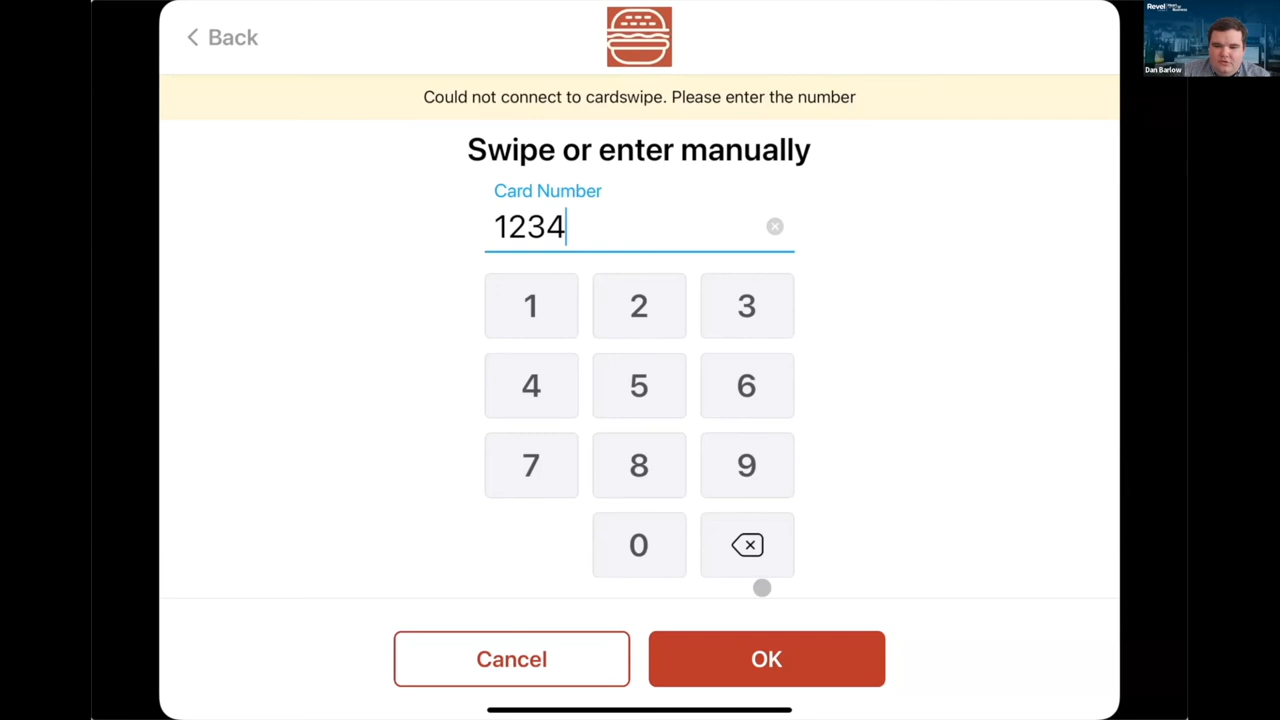 Back
Could not connect to cardswipe. Please enter the number
Swipe or enter manually
Card Number
1234
1 2 3
4 5 6
7 8 9
0
Cancel
OK
Revel
Dan Barlow